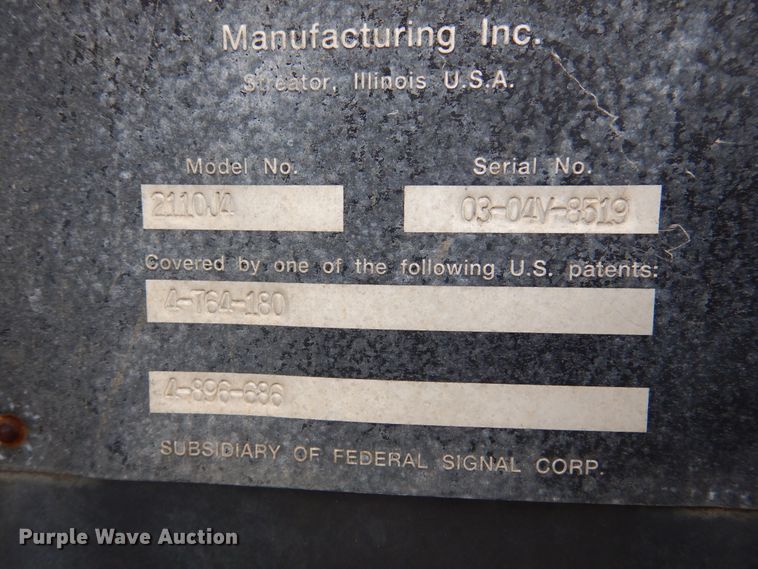 Manufacturing Inc.
Streator, Illinois U.S.A.
Model No. Serial No.
2110J4 03-04V-8519
Covered by one of the following U.S. patents:
4-764-180
4-896-686
SUBSIDIARY OF FEDERAL SIGNAL CORP.
Purple Wave Auction